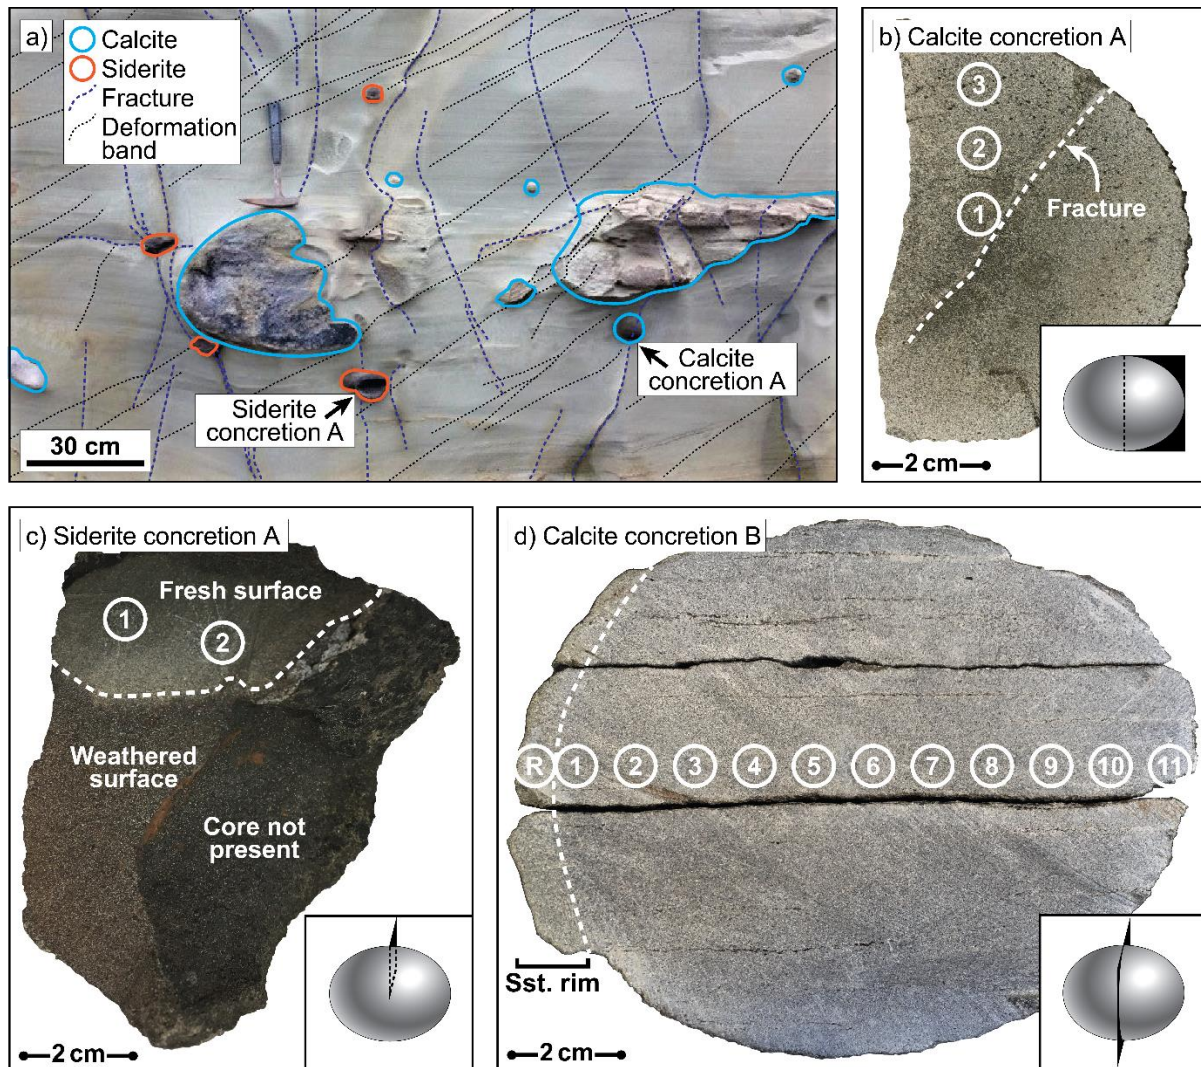 a)
Calcite
Siderite
Fracture
Deformation
band
Siderite
concretion A
Calcite
concretion A
30 cm
b) Calcite concretion A
3
2
1
Fracture
2 cm
c) Siderite concretion A
Fresh surface
1
2
Weathered
surface
Core not
present
2 cm
d) Calcite concretion B
R 1 2 3 4 5 6 7 8 9 10 11
Sst. rim
2 cm